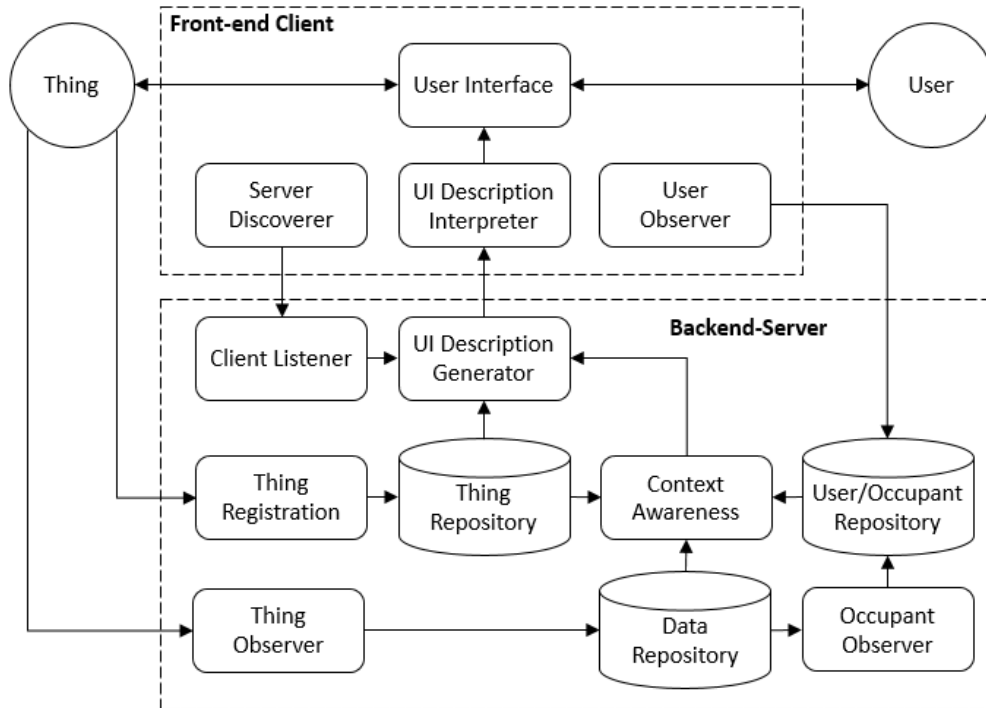 Front-end Client
Thing
User Interface
User
Server
Discoverer
UI Description
Interpreter
User
Observer
Backend-Server
Client Listener
UI Description
Generator
Thing
Registration
Thing
Repository
Context
Awareness
User/Occupant
Repository
Thing
Observer
Data
Repository
Occupant
Observer